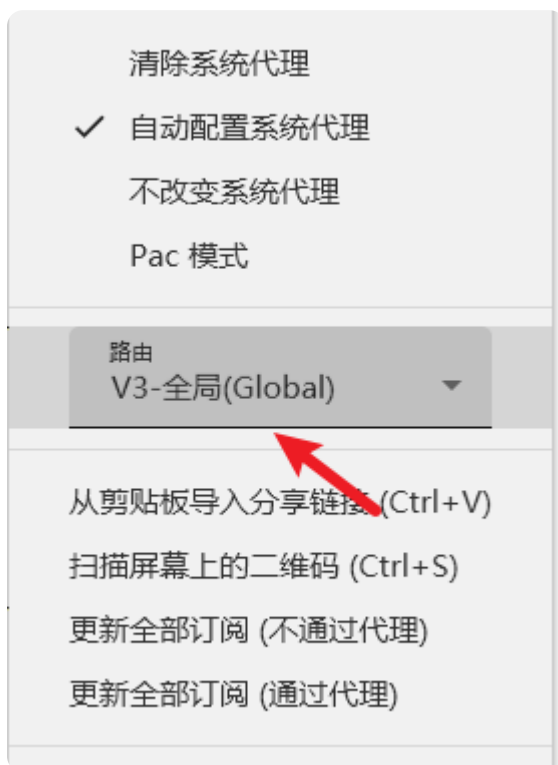 清除系统代理
自动配置系统代理
不改变系统代理
Pac 模式
路由
V3-全局(Global)
从剪贴板导入分享链接 (Ctrl+V)
扫描屏幕上的二维码 (Ctrl+S)
更新全部订阅 (不通过代理)
更新全部订阅 (通过代理)